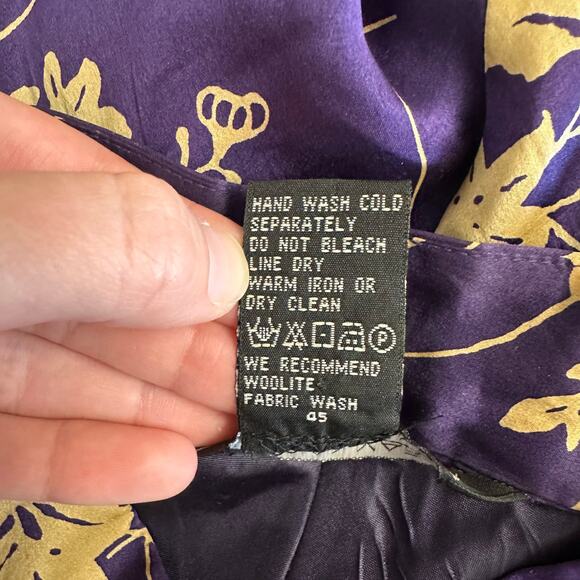 HAND WASH COLD
SEPARATELY
DO NOT BLEACH
LINE DRY
WARM IRON OR
DRY CLEAN
P
WE RECOMMEND
WOOLITE
FABRIC WASH
45